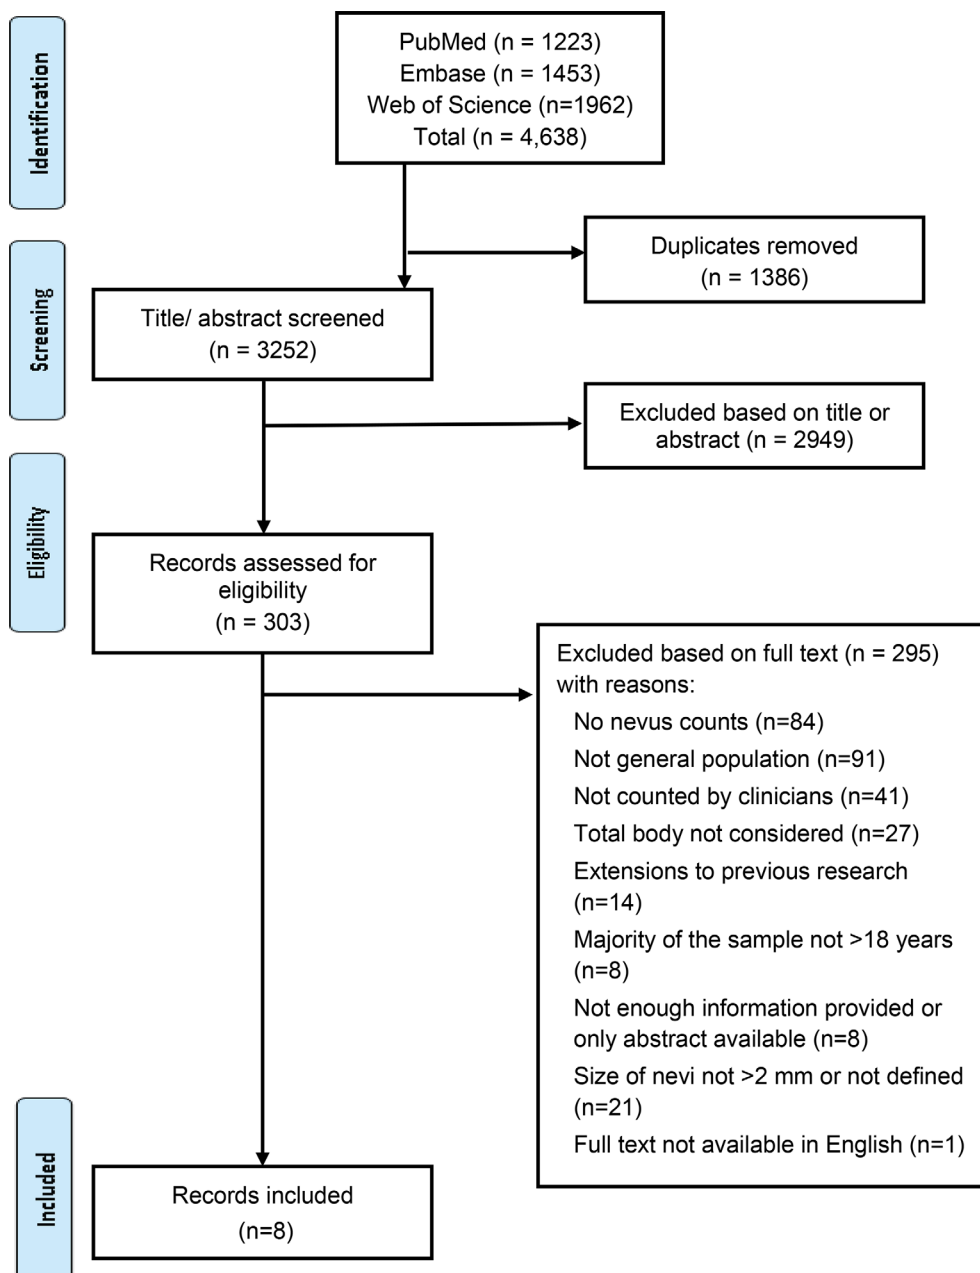 Identification
PubMed (n = 1223)
Embase (n = 1453)
Web of Science (n=1962)
Total (n = 4,638)
Duplicates removed
(n = 1386)
Screening
Title/ abstract screened
(n = 3252)
Excluded based on title or
abstract (n = 2949)
Eligibility
Records assessed for
eligibility
(n = 303)
Excluded based on full text (n = 295)
with reasons:
No nevus counts (n=84)
Not general population (n=91)
Not counted by clinicians (n=41)
Total body not considered (n=27)
Extensions to previous research
(n=14)
Majority of the sample not >18 years
(n=8)
Not enough information provided or
only abstract available (n=8)
Size of nevi not >2 mm or not defined
(n=21)
Full text not available in English (n=1)
Included
Records included
(n=8)